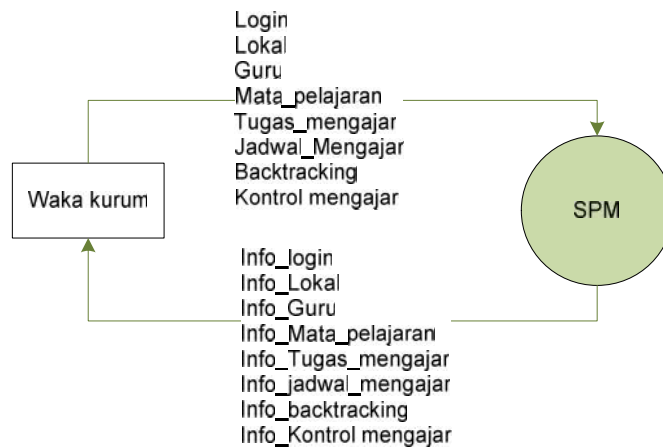 Login
Lokal
Guru
Mata_pelajaran
Tugas_mengajar
Jadwal_Mengajar
Backtracking
Kontrol mengajar
Waka kurum
SPM
Info_login
Info_Lokal
Info_Guru
Info_Mata_pelajaran
Info_Tugas_mengajar
Info_jadwal_mengajar
Info_backtracking
Info_Kontrol mengajar